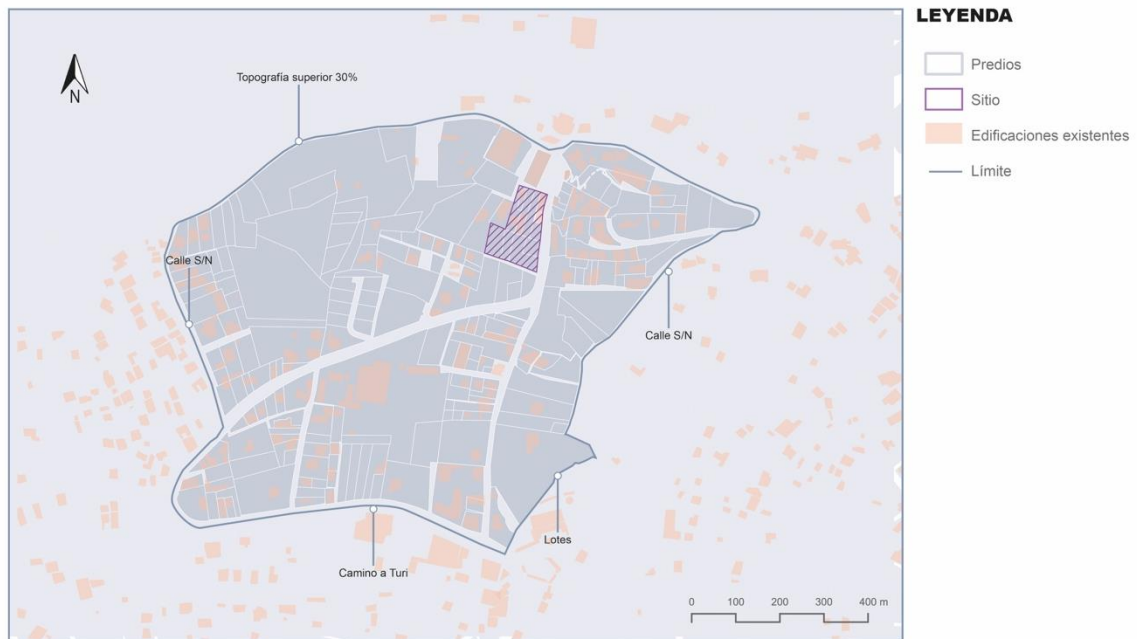 LEYENDA
Predios
Sitio
Edificaciones existentes
Límite
N
Topografía superior 30%
Calle S/N
Calle S/N
Lotes
Camino a Turi
0 100 200 300 400 m